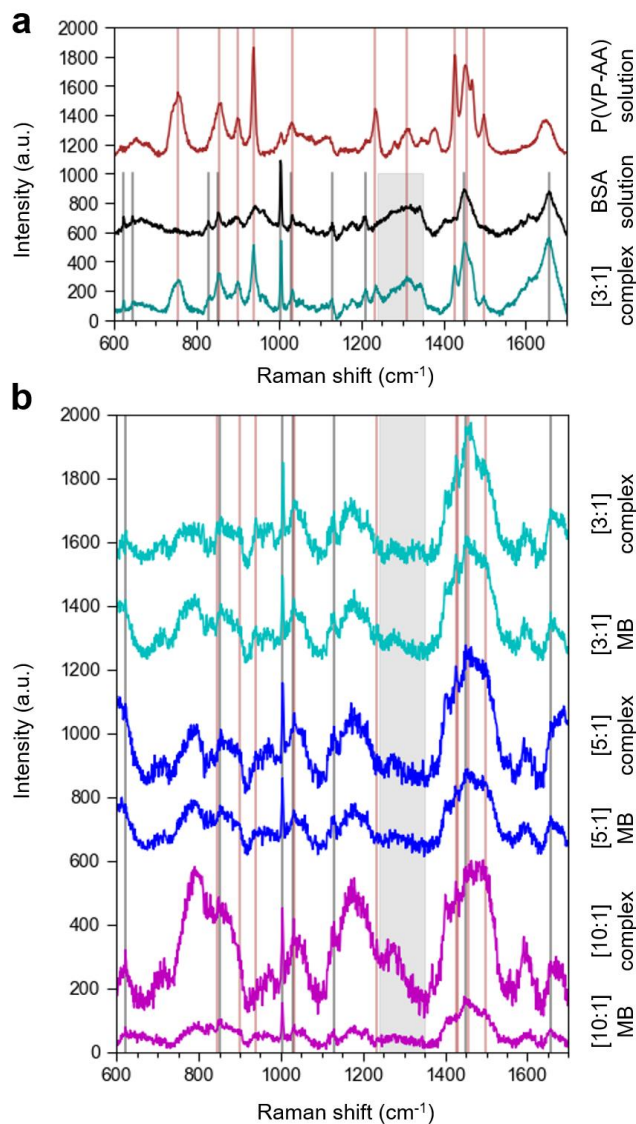 a
2000
1800
1600
1400
1200
1000
800
600
400
200
0
Intensity (a.u.)
600
800
1000
1200
1400
1600
Raman shift (cm⁻¹)
P(VP-AA)
solution
BSA
solution
[3:1]
complex
b
2000
1800
1600
1400
1200
1000
800
600
400
200
0
Intensity (a.u.)
600
800
1000
1200
1400
1600
Raman shift (cm⁻¹)
[3:1]
complex
[3:1]
MB
[5:1]
complex
[5:1]
MB
[10:1]
complex
[10:1]
MB